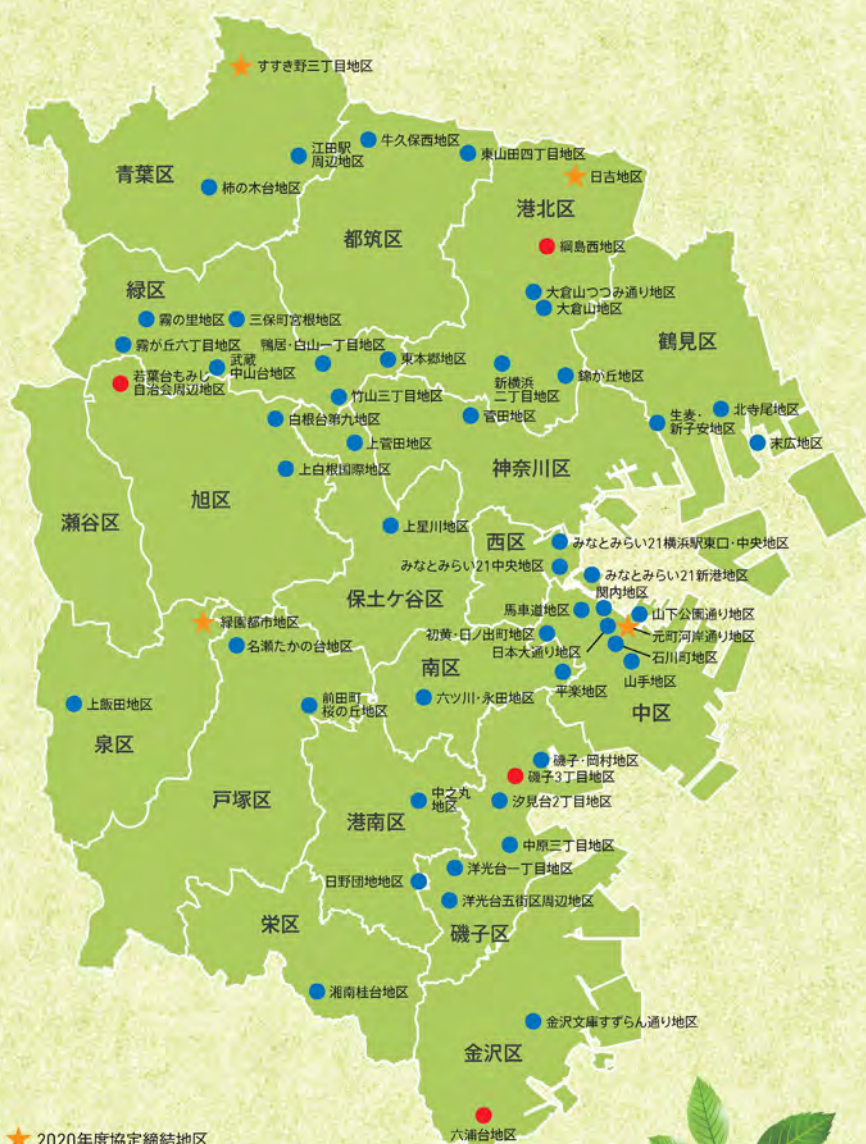 すすき野三丁目地区
江田駅
周辺地区
牛久保西地区
東山田四丁目地区
青葉区
柿の木台地区
日吉地区
港北区
都筑区
綱島西地区
緑区
大倉山つつみ通り地区
大倉山地区
霧の里地区
三保町宮根地区
鶴見区
霧が丘六丁目地区
鴨居・白山一丁目地区
東本郷地区
武蔵
中山台地区
若葉台もみじ
自治会周辺地区
新横浜
二丁目地区
錦が丘地区
竹山三丁目地区
白根台第九地区
菅田地区
生麦・
新子安地区
北寺尾地区
末広地区
上菅田地区
上白根国際地区
神奈川区
旭区
瀬谷区
上星川地区
西区
みなとみらい21横浜駅東口・中央地区
みなとみらい21中央地区
みなとみらい21新港地区
保土ケ谷区
関内地区
馬車道地区
山下公園通り地区
緑園都市地区
初黄・日ノ出町地区
元町河岸通り地区
名瀬たかの台地区
日本大通り地区
石川町地区
南区
平楽地区
山手地区
上飯田地区
前田町
桜の丘地区
六ツ川・永田地区
中区
泉区
磯子・岡村地区
磯子3丁目地区
戸塚区
中之丸
地区
汐見台2丁目地区
港南区
中原三丁目地区
洋光台一丁目地区
日野団地地区
洋光台五街区周辺地区
栄区
磯子区
湘南桂台地区
金沢文庫すずらん通り地区
金沢区
六浦台地区
2020年度協定締結地区